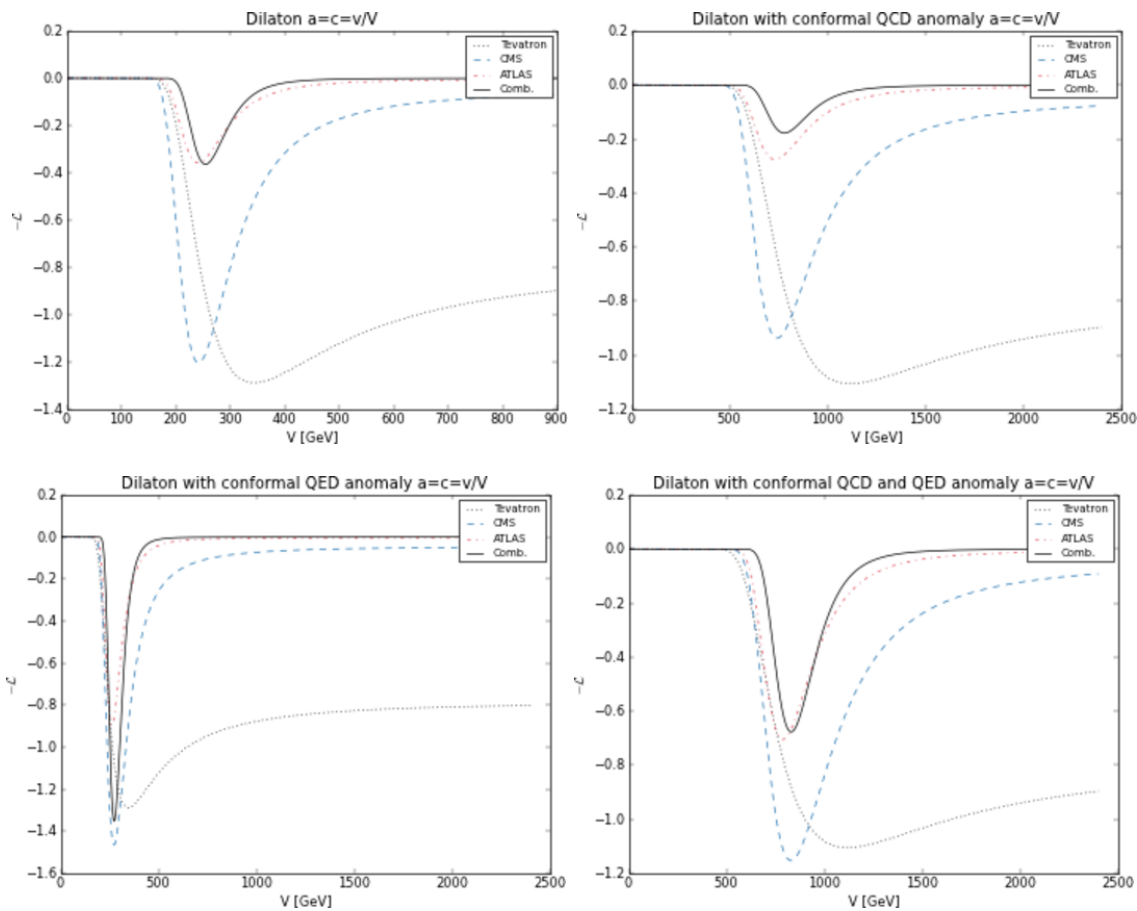 Dilaton a=c=v/V
0.2
0.0
−0.2
−0.4
−0.6
−0.8
−1.0
−1.2
−1.4
−ℒ
0 100 200 300 400 500 600 700 800 900
V [GeV]
Tevatron
CMS
ATLAS
Comb.
Dilaton with conformal QCD anomaly a=c=v/V
0.2
0.0
−0.2
−0.4
−0.6
−0.8
−1.0
−1.2
−ℒ
0 500 1000 1500 2000 2500
V [GeV]
Tevatron
CMS
ATLAS
Comb.
Dilaton with conformal QED anomaly a=c=v/V
0.2
0.0
−0.2
−0.4
−0.6
−0.8
−1.0
−1.2
−1.4
−1.6
−ℒ
0 500 1000 1500 2000 2500
V [GeV]
Tevatron
CMS
ATLAS
Comb.
Dilaton with conformal QCD and QED anomaly a=c=v/V
0.2
0.0
−0.2
−0.4
−0.6
−0.8
−1.0
−1.2
−ℒ
0 500 1000 1500 2000 2500
V [GeV]
Tevatron
CMS
ATLAS
Comb.